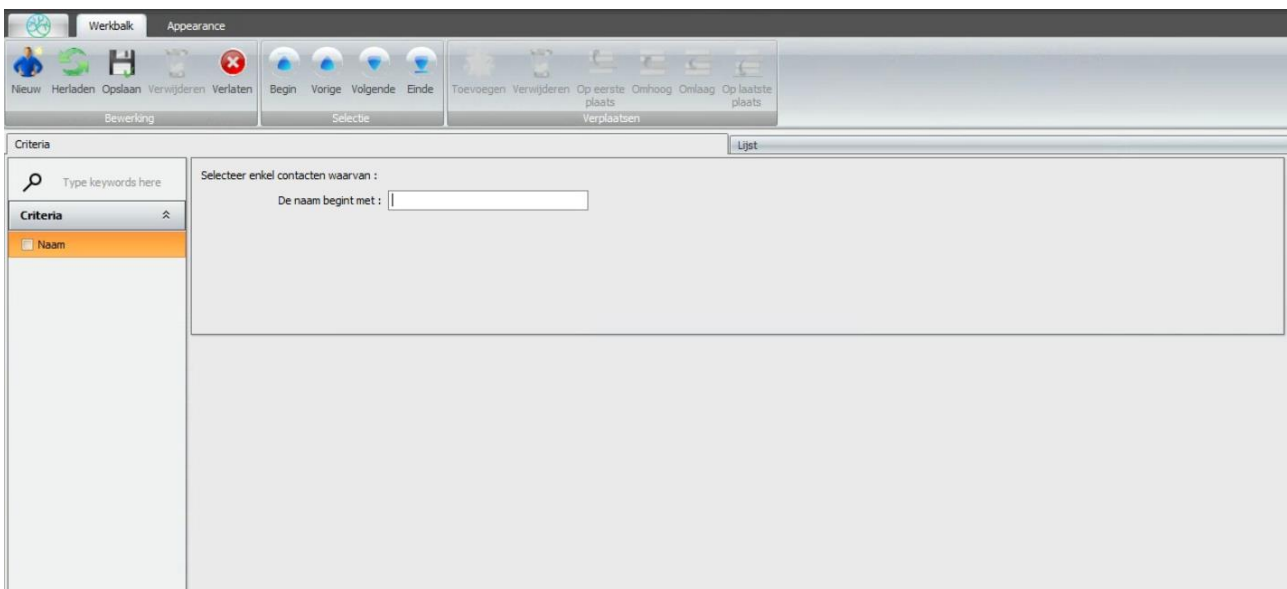 Werkbalk Appearance
Nieuw Herladen Opslaan Verwijderen Verlaten Begin Vorige Volgende Einde Toevoegen Verwijderen Op eerste plaats Omhoog Omlaag Op laatste plaats
Bewerking Selectie Verplaatsen
Criteria Lijst
Type keywords here
Selecteer enkel contacten waarvan :
De naam begint met :
Criteria
Naam